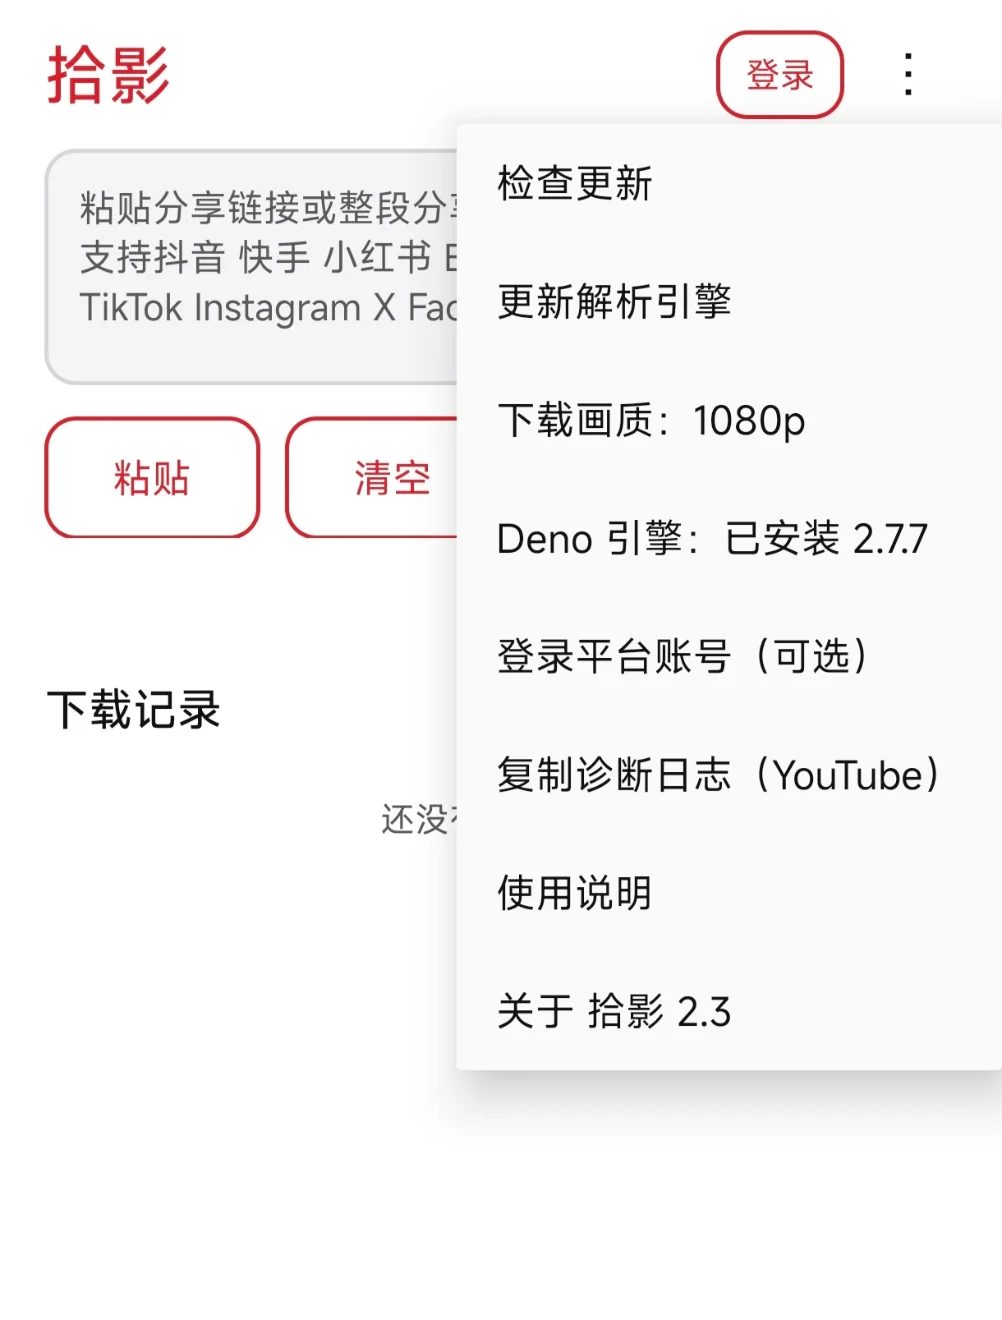 拾影
登录
粘贴分享链接或整段分
支持抖音 快手 小红书
TikTok Instagram X
粘贴
清空
下载记录
还没
检查更新
更新解析引擎
下载画质：1080p
Deno 引擎：已安装 2.7.7
登录平台账号（可选）
复制诊断日志（YouTube）
使用说明
关于 拾影 2.3